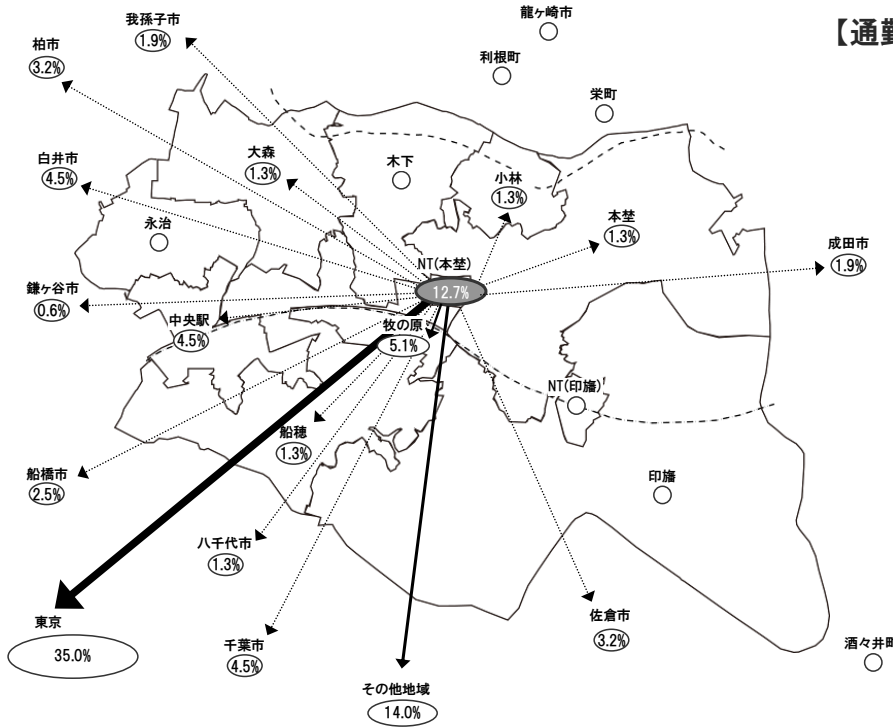 龍ヶ崎市
我孫子市
1.9%
【通勤
柏市
3.2%
利根町
栄町
大森
1.3%
木下
白井市
4.5%
小林
1.3%
永治
本埜
1.3%
成田市
1.9%
NT(本埜)
12.7%
鎌ヶ谷市
0.6%
中央駅
4.5%
牧の原
5.1%
NT(印旛)
船穂
1.3%
船橋市
2.5%
印旛
八千代市
1.3%
東京
35.0%
千葉市
4.5%
佐倉市
3.2%
酒々井町
その他地域
14.0%